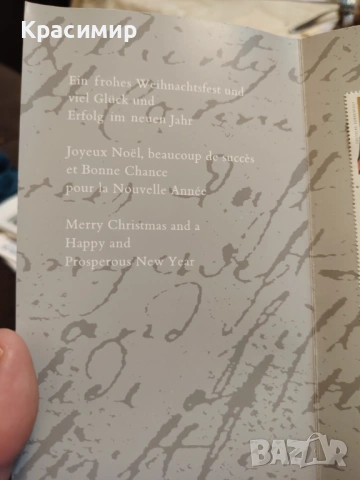 Красимир
Ein frohes Weihnachtsfest und
viel Glück und
Erfolg im neuen Jahr
Joyeux Noël, beaucoup de succès
et Bonne Chance
pour la Nouvelle Année
Merry Christmas and a
Happy and
Prosperous New Year
BAZAR